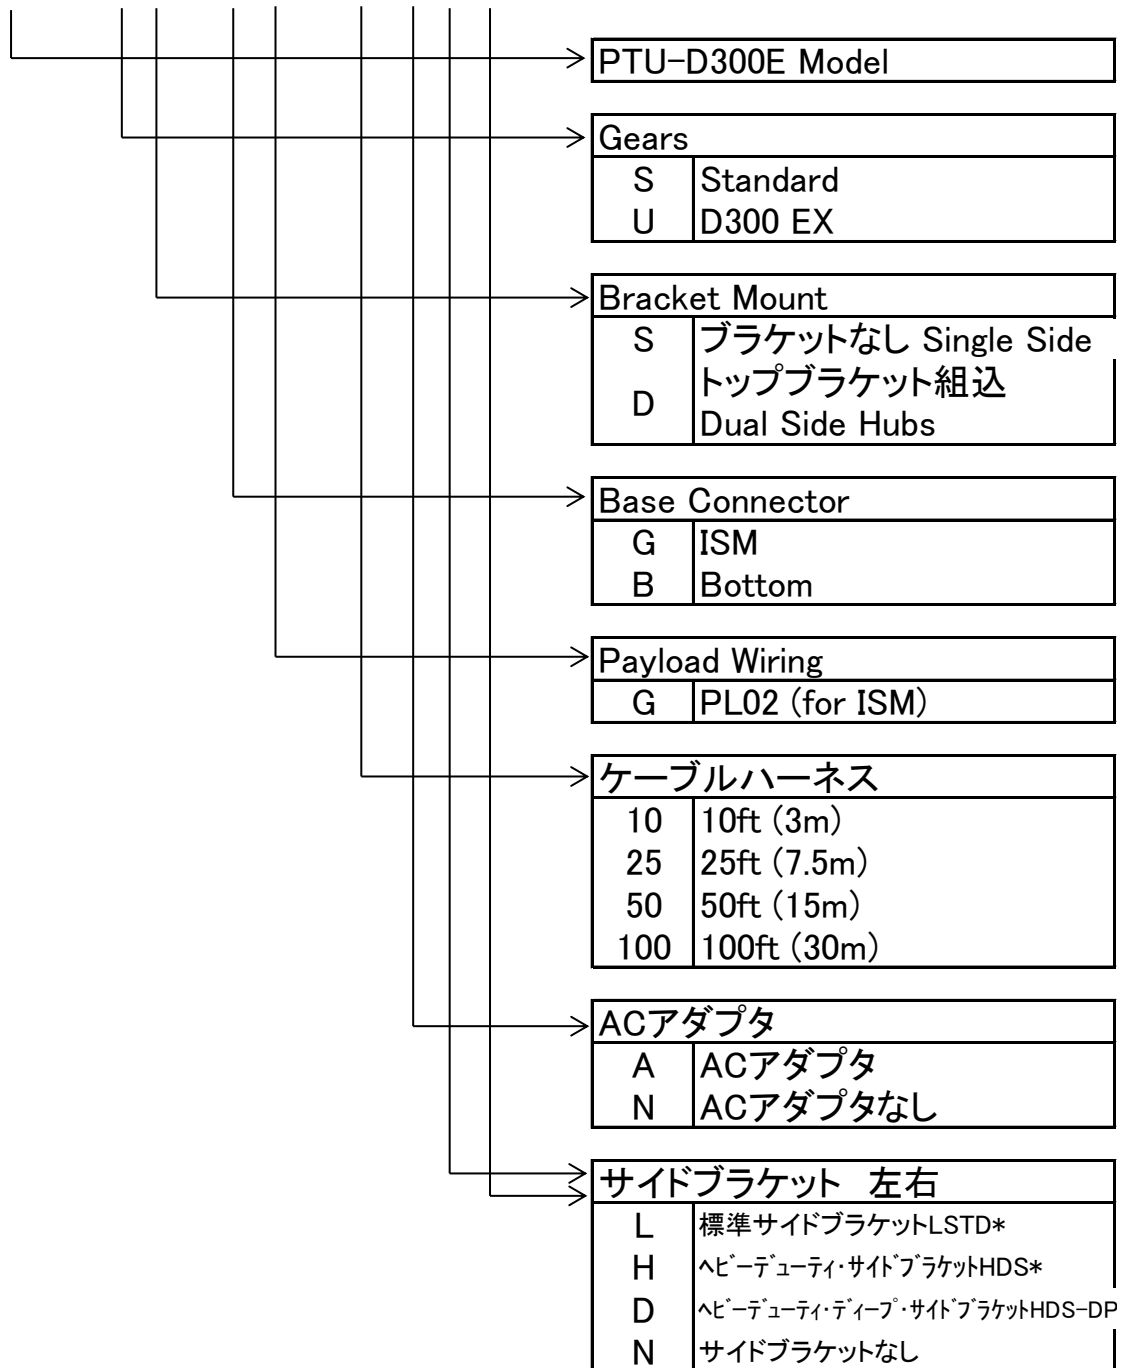 PTU-D300E Model
Gears
S Standard
U D300 EX
Bracket Mount
S ブラケットなし Single Side
D トップブラケット組込
Dual Side Hubs
Base Connector
G ISM
B Bottom
Payload Wiring
G PL02 (for ISM)
ケーブルハーネス
10 10ft (3m)
25 25ft (7.5m)
50 50ft (15m)
100 100ft (30m)
ACアダプタ
A ACアダプタ
N ACアダプタなし
サイドブラケット　左右
L 標準サイドブラケットLSTD*
H ﾍﾋﾞｰﾃﾞｭｰﾃｨ･ｻｲﾄﾞﾌﾞﾗｹｯﾄHDS*
D ﾍﾋﾞｰﾃﾞｭｰﾃｨ･ﾃﾞｨｰﾌﾟ･ｻｲﾄﾞﾌﾞﾗｹｯﾄHDS-DP
N サイドブラケットなし